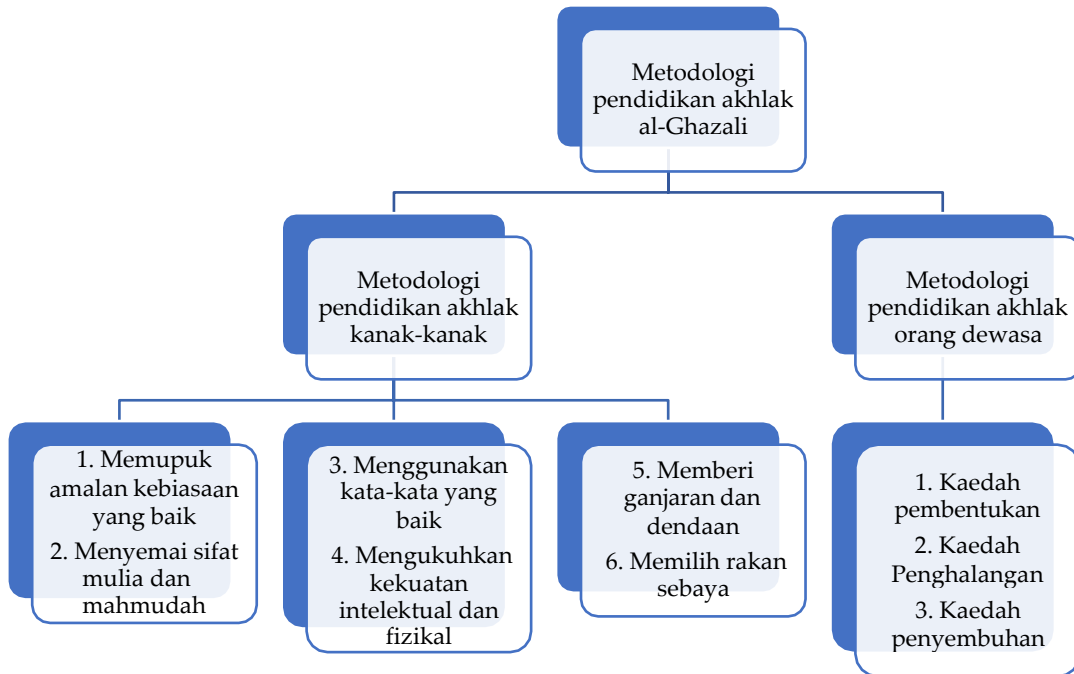 Metodologi
pendidikan akhlak
al-Ghazali
Metodologi
pendidikan akhlak
kanak-kanak
Metodologi
pendidikan akhlak
orang dewasa
1. Memupuk
amalan kebiasaan
yang baik
2. Menyemai sifat
mulia dan
mahmudah
3. Menggunakan
kata-kata yang
baik
4. Mengukuhkan
kekuatan
intelektual dan
fizikal
5. Memberi
ganjaran dan
dendaan
6. Memilih rakan
sebaya
1. Kaedah
pembentukan
2. Kaedah
Penghalangan
3. Kaedah
penyembuhan